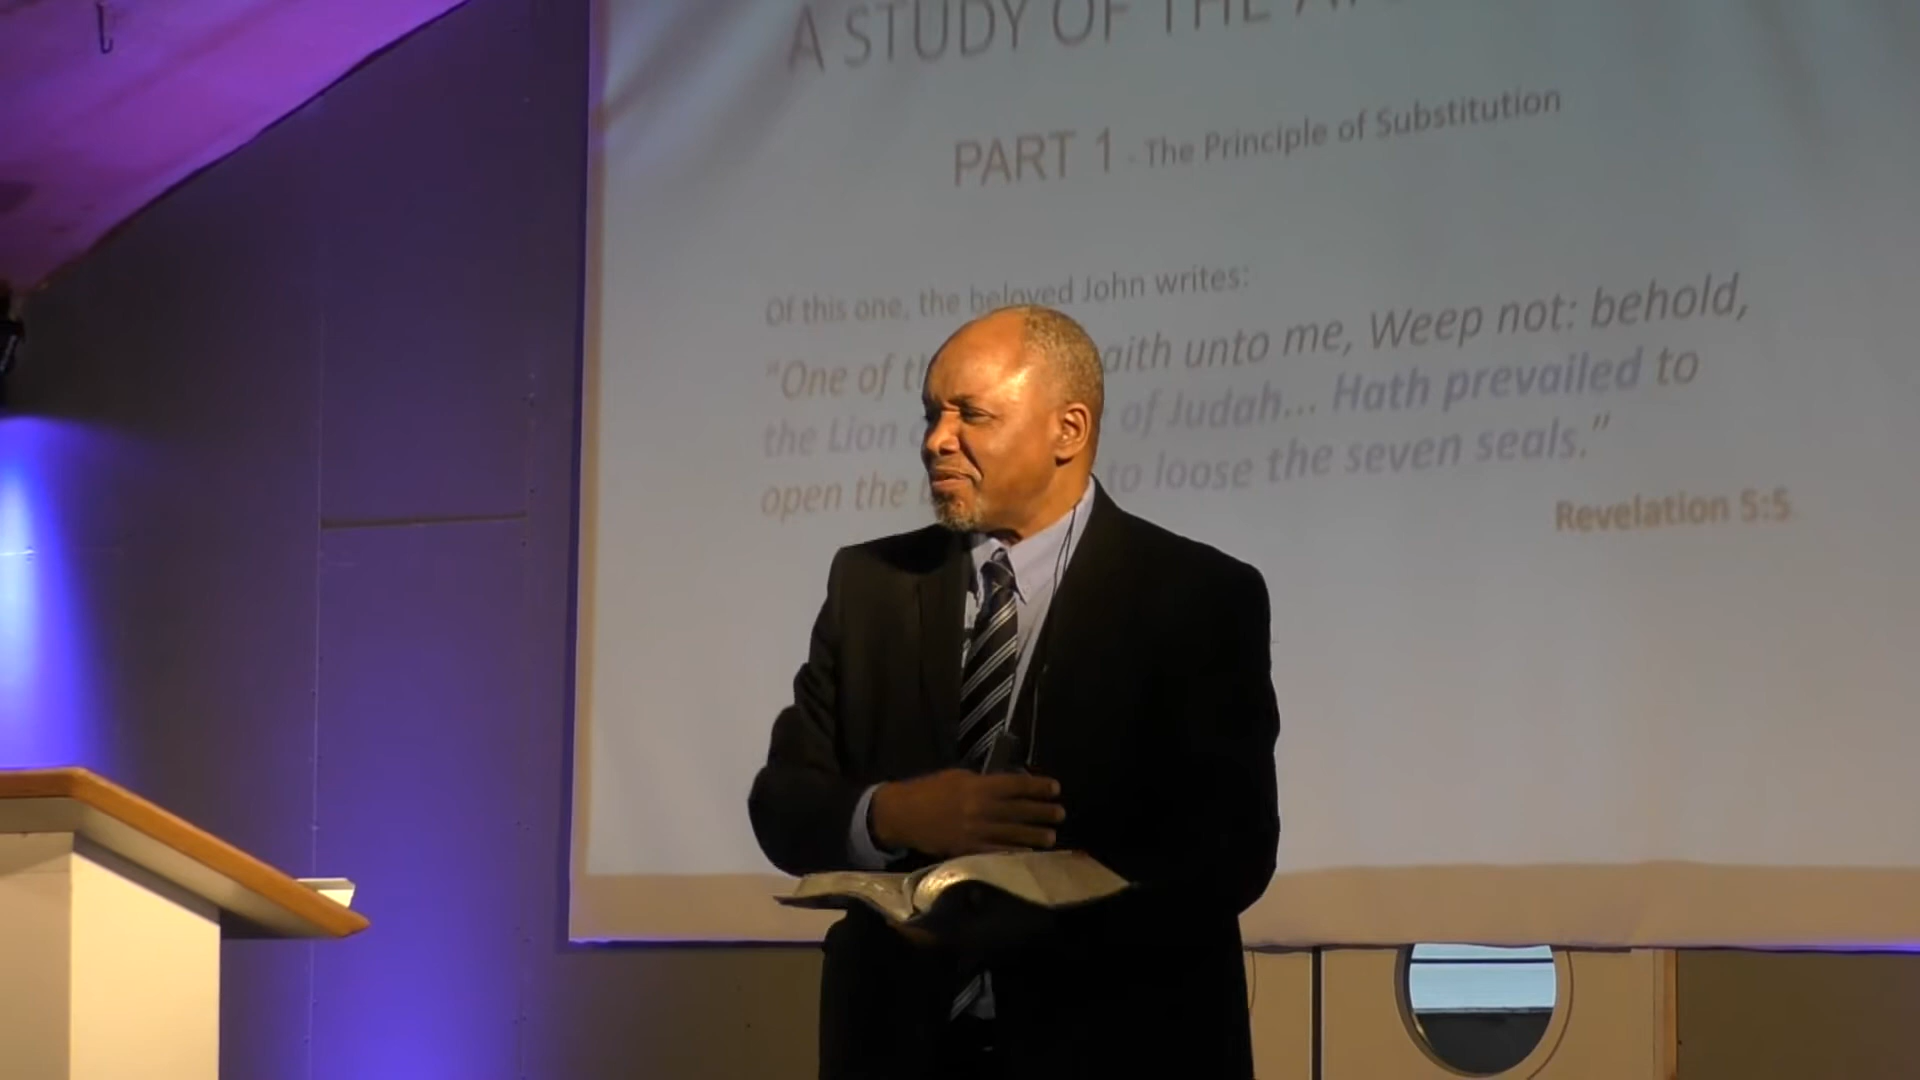 A STUDY OF THE
PART 1 - The Principle of Substitution
Of this one, the beloved John writes:
"One of aith unto me, Weep not: behold,
the Lion of Judah... Hath prevailed to
open the to loose the seven seals."
Revelation 5:5